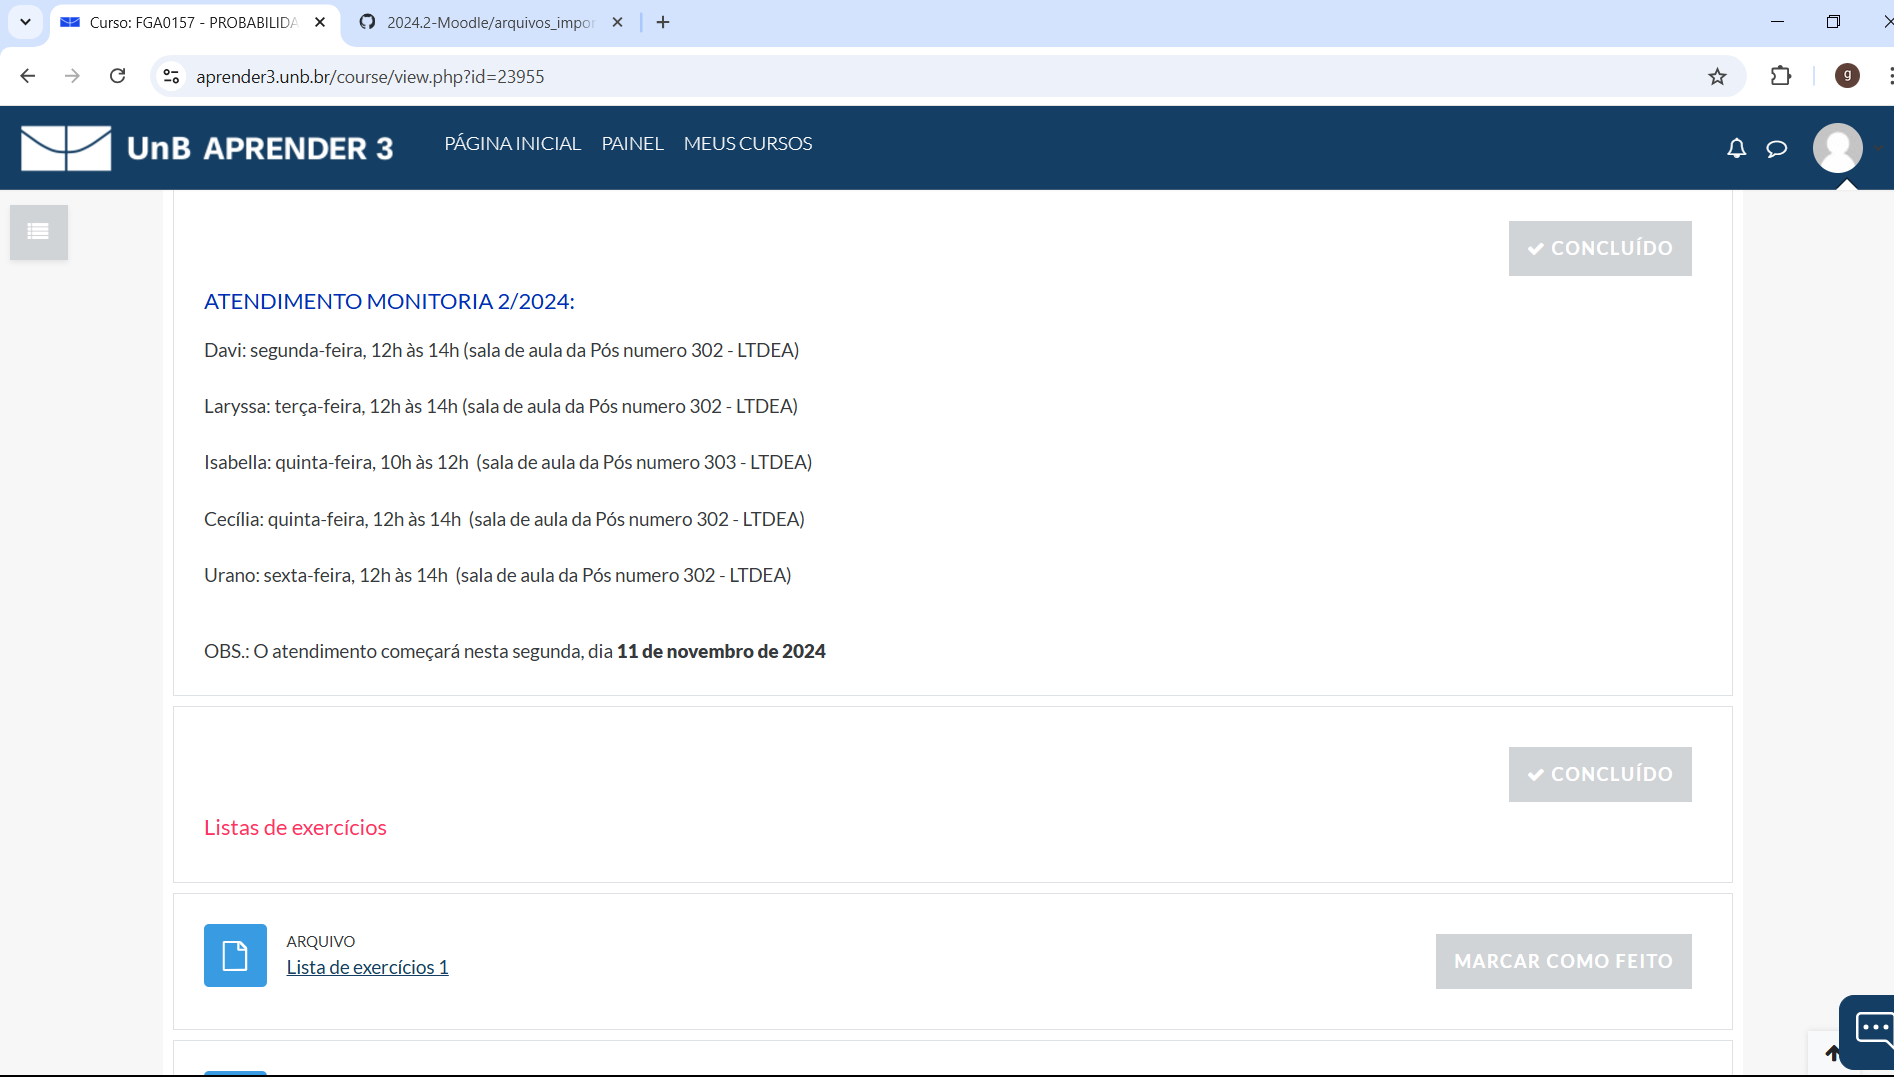 Curso: FGA0157 - PROBABILIDA
2024.2-Moodle/arquivos_impor
aprender3.unb.br/course/view.php?id=23955
g
UnB APRENDER 3
PÁGINA INICIAL
PAINEL
MEUS CURSOS
CONCLUÍDO
ATENDIMENTO MONITORIA 2/2024:
Davi: segunda-feira, 12h às 14h (sala de aula da Pós numero 302 - LTDEA)
Laryssa: terça-feira, 12h às 14h (sala de aula da Pós numero 302 - LTDEA)
Isabella: quinta-feira, 10h às 12h  (sala de aula da Pós numero 303 - LTDEA)
Cecília: quinta-feira, 12h às 14h  (sala de aula da Pós numero 302 - LTDEA)
Urano: sexta-feira, 12h às 14h  (sala de aula da Pós numero 302 - LTDEA)
OBS.: O atendimento começará nesta segunda, dia 11 de novembro de 2024
CONCLUÍDO
Listas de exercícios
ARQUIVO
Lista de exercícios 1
MARCAR COMO FEITO